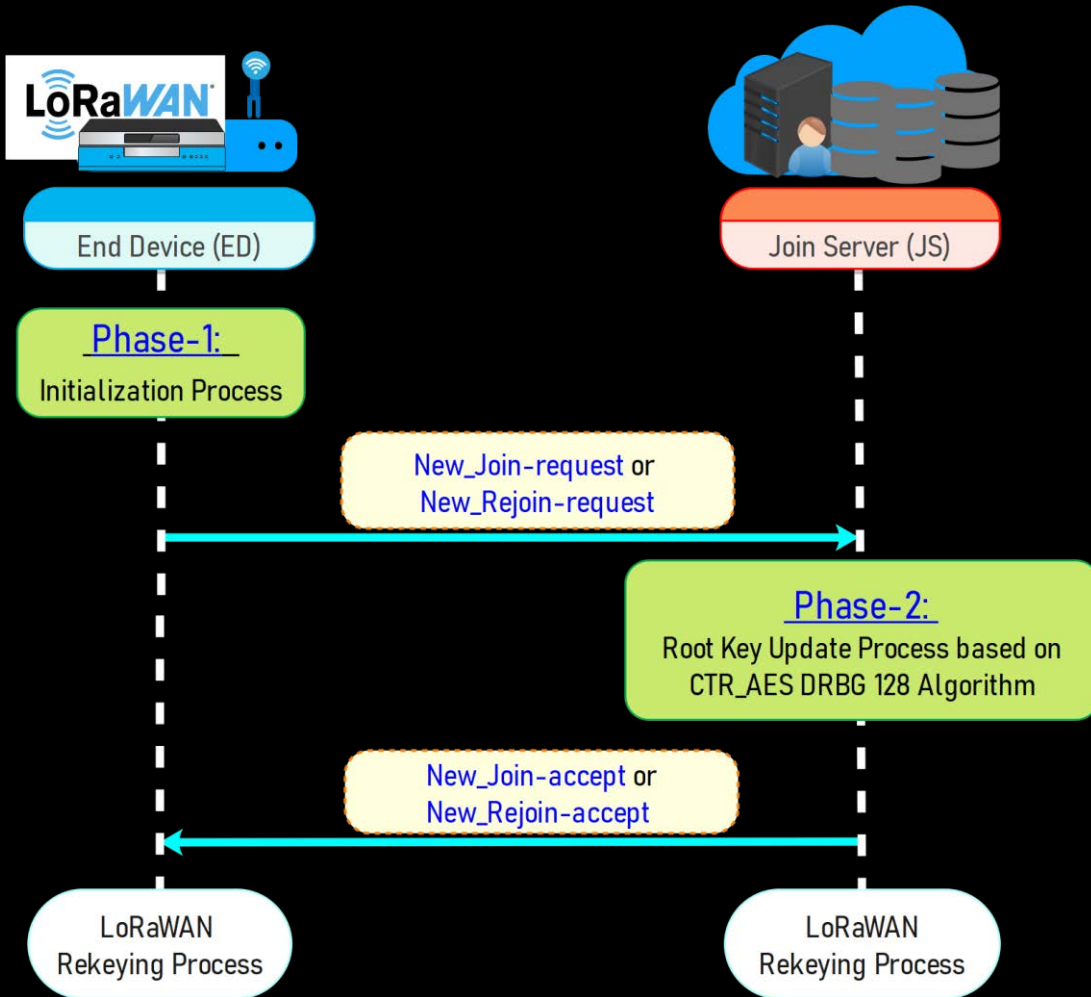 LoRaWAN
End Device (ED)
Join Server (JS)
Phase-1:
Initialization Process
New_Join-request or
New_Rejoin-request
Phase-2:
Root Key Update Process based on
CTR_AES DRBG 128 Algorithm
New_Join-accept or
New_Rejoin-accept
LoRaWAN
Rekeying Process
LoRaWAN
Rekeying Process